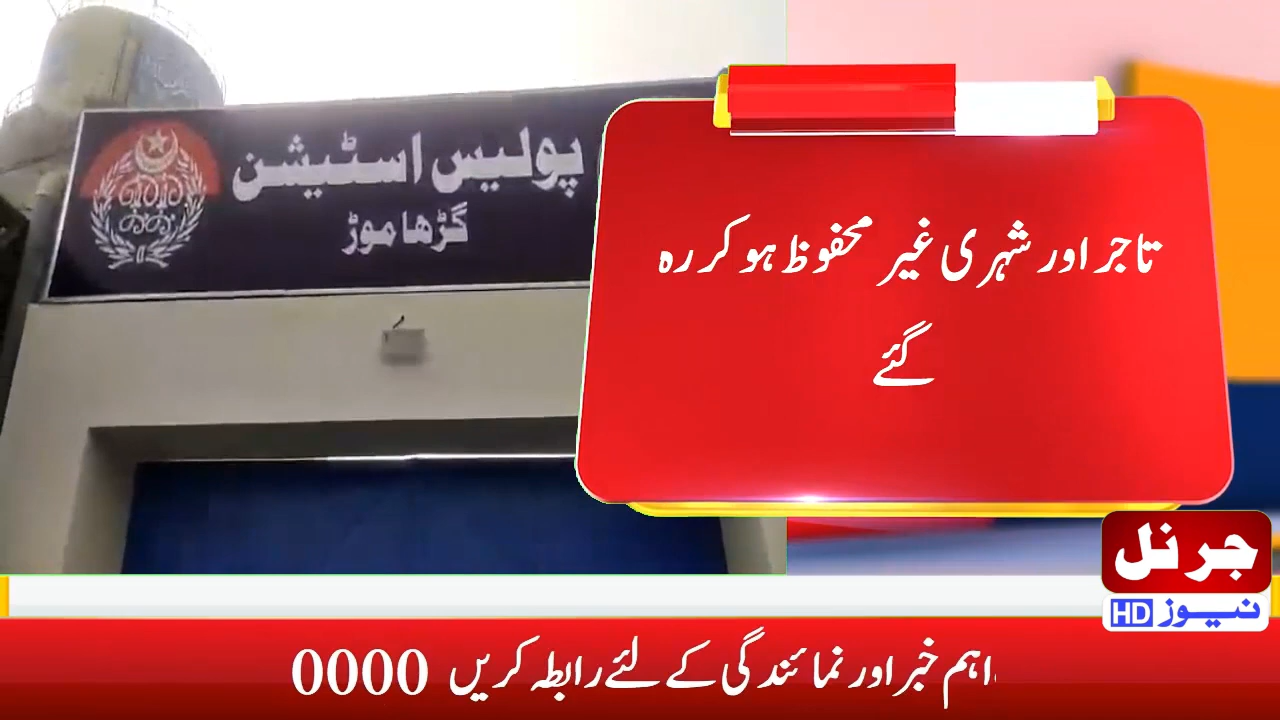 پولیس اسٹیشن
گڑھا موڑ
تاجر اور شہری غیر محفوظ ہو کر رہ
گئے
جرنل
نیوز HD
اہم خبر اور نمائندگی کے لئے رابطہ کریں 0000